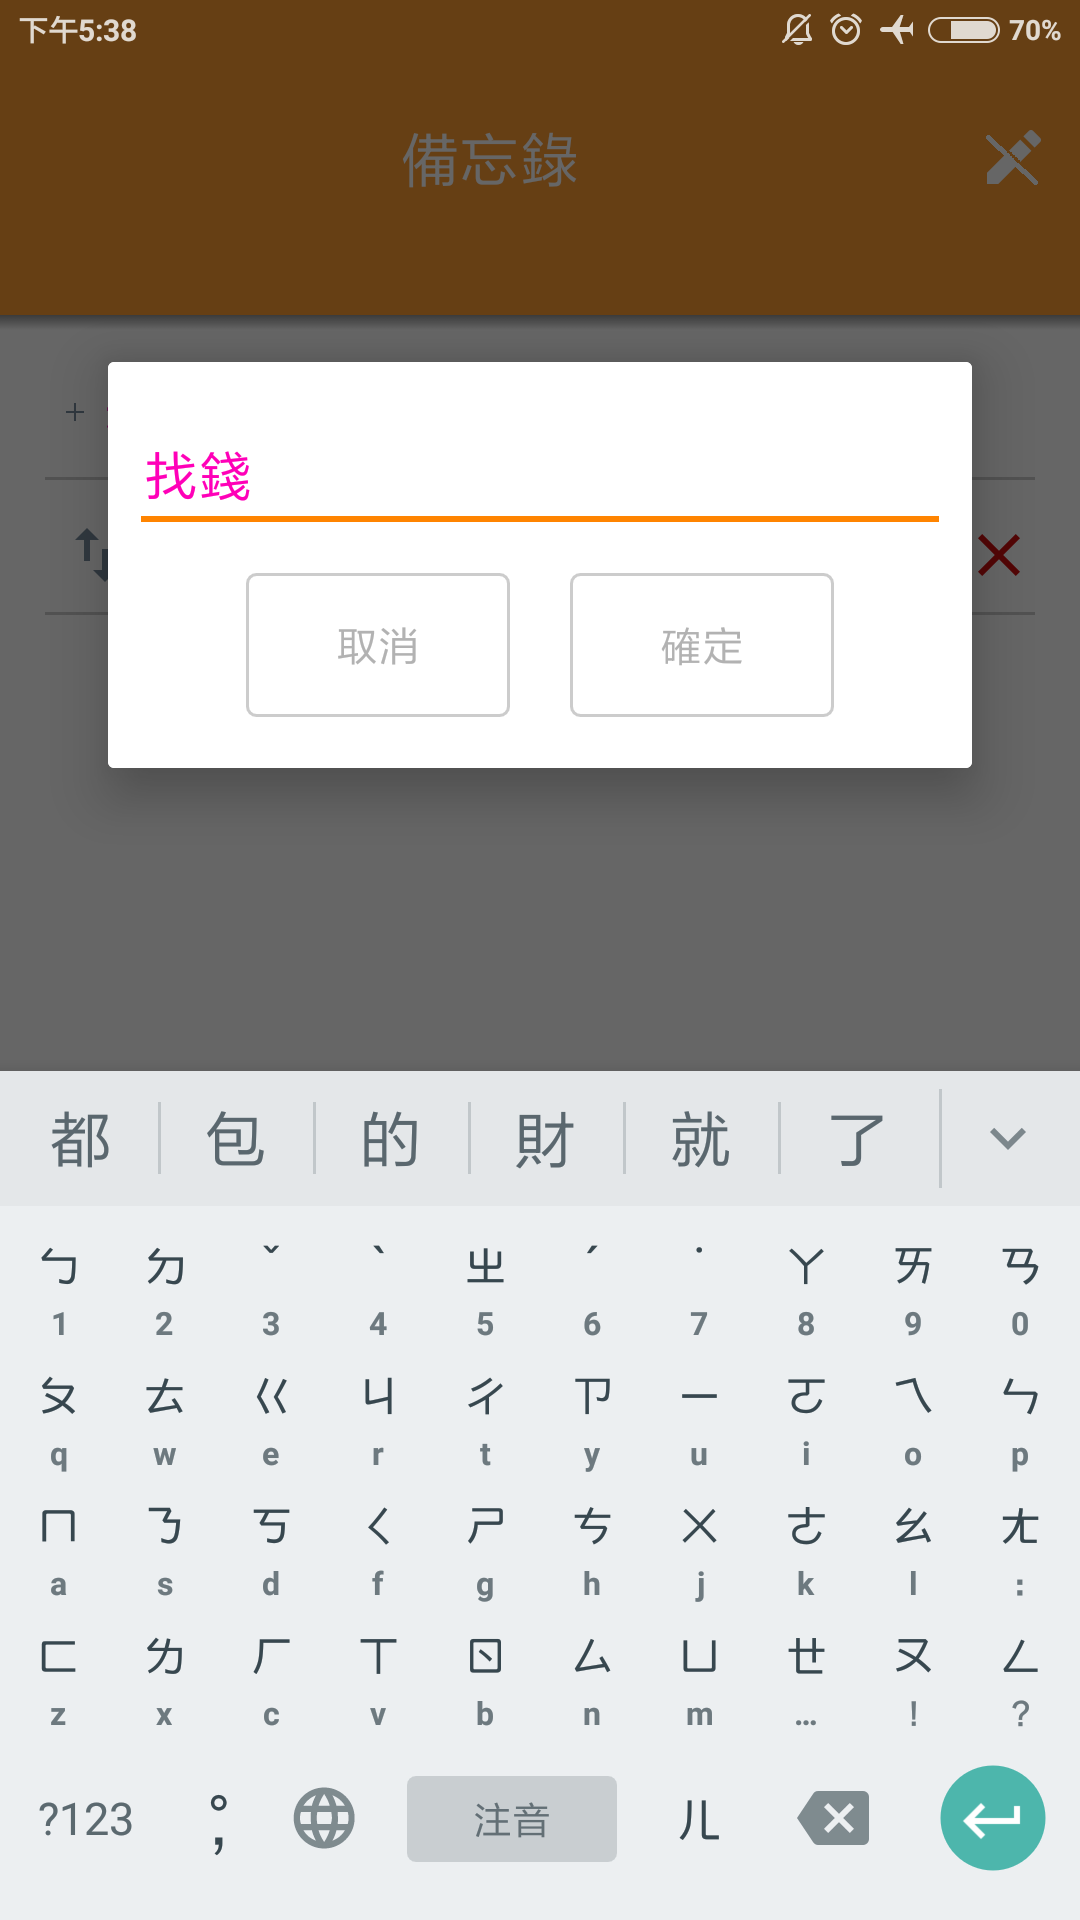 下午5:38 70%
備忘錄
+
找錢
取消 確定
都 包 的 財 就 了
ㄅ ㄉ ˇ ˋ ㄓ ˊ ˙ ㄚ ㄞ ㄢ
1 2 3 4 5 6 7 8 9 0
ㄆ ㄊ ㄍ ㄐ ㄔ ㄗ ㄧ ㄛ ㄟ ㄣ
q w e r t y u i o p
ㄇ ㄋ ㄎ ㄑ ㄕ ㄘ ㄨ ㄜ ㄠ ㄤ
a s d f g h j k l :
ㄈ ㄌ ㄏ ㄒ ㄖ ㄙ ㄩ ㄝ ㄡ ㄥ
z x c v b n m … ! ?
?123 °, 注音 ㄦ